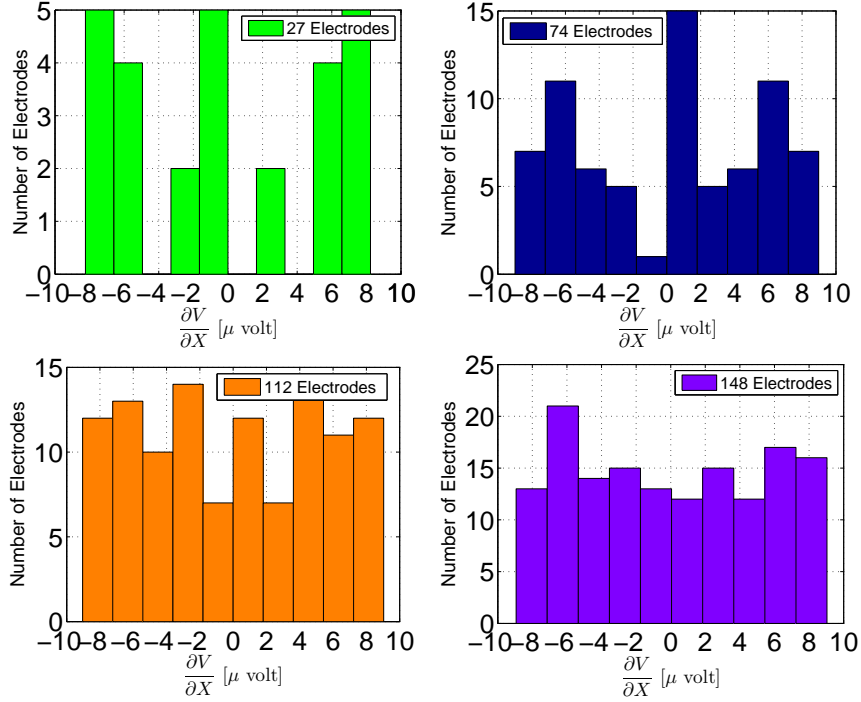 27 Electrodes
Number of Electrodes
5
4
3
2
1
0
−10 −8 −6 −4 −2 0 2 4 6 8 10
∂V/∂X [μ volt]
74 Electrodes
Number of Electrodes
15
10
5
0
−10 −8 −6 −4 −2 0 2 4 6 8 10
∂V/∂X [μ volt]
112 Electrodes
Number of Electrodes
15
10
5
0
−10 −8 −6 −4 −2 0 2 4 6 8 10
∂V/∂X [μ volt]
148 Electrodes
Number of Electrodes
25
20
15
10
5
0
−10 −8 −6 −4 −2 0 2 4 6 8 10
∂V/∂X [μ volt]